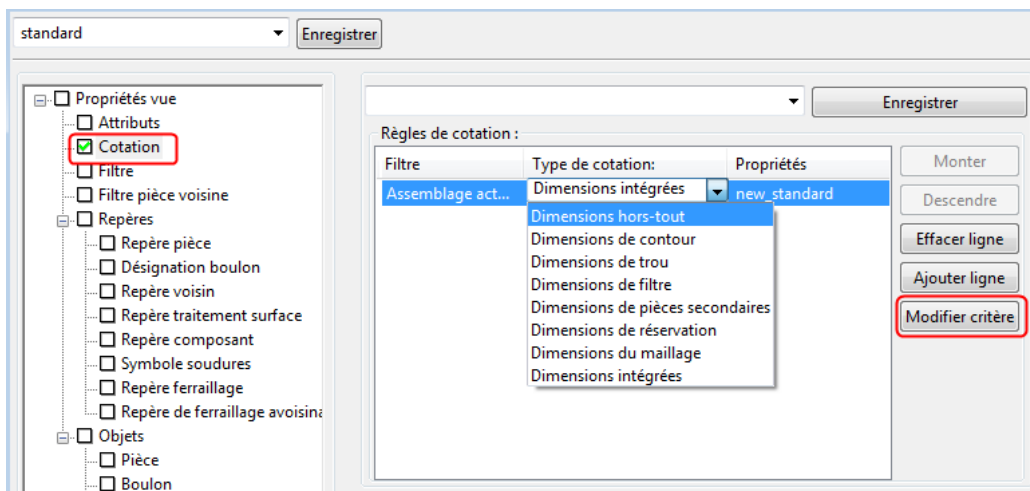 standard Enregistrer
Propriétés vue
Attributs
Cotation
Filtre
Filtre pièce voisine
Repères
Repère pièce
Désignation boulon
Repère voisin
Repère traitement surface
Repère composant
Symbole soudures
Repère ferraillage
Repère de ferraillage avoisina
Objets
Pièce
Boulon
Enregistrer
Règles de cotation :
Filtre Type de cotation: Propriétés
Assemblage act... Dimensions intégrées new_standard
Dimensions hors-tout
Dimensions de contour
Dimensions de trou
Dimensions de filtre
Dimensions de pièces secondaires
Dimensions de réservation
Dimensions du maillage
Dimensions intégrées
Monter
Descendre
Effacer ligne
Ajouter ligne
Modifier critère